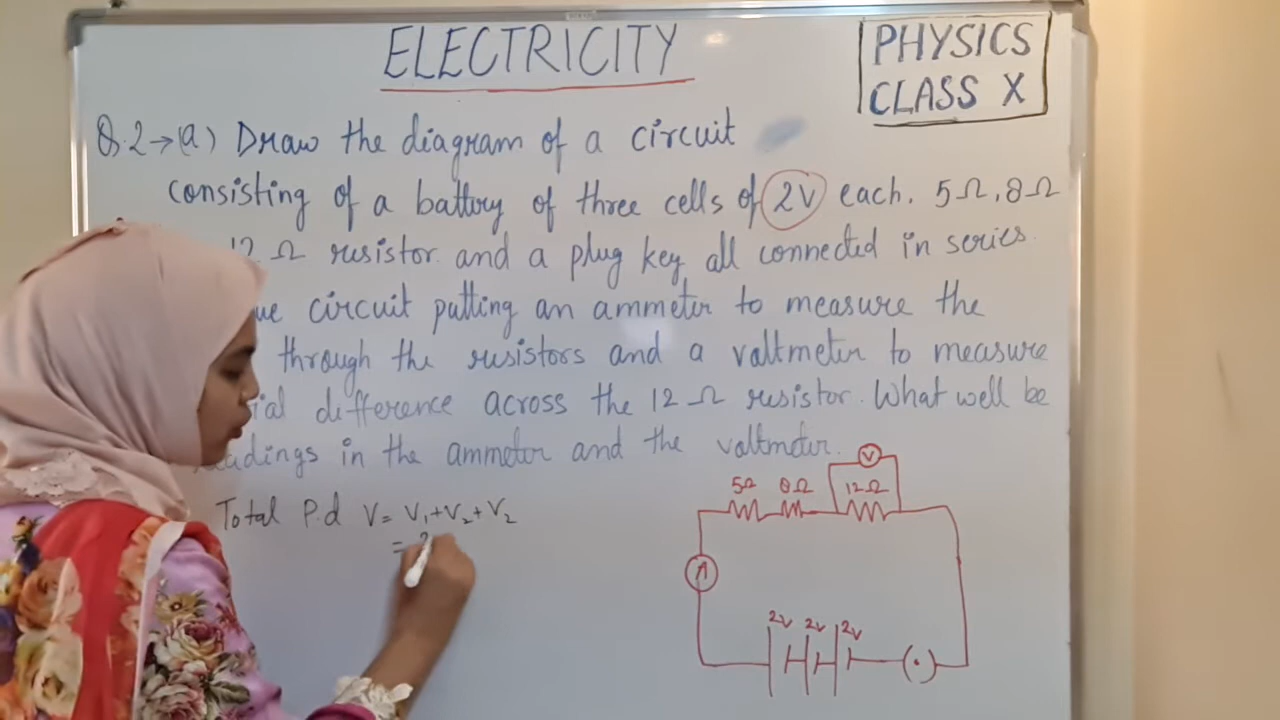 ELECTRICITY
PHYSICS
CLASS X
Q.2→(a) Draw the diagram of a circuit
consisting of a battery of three cells of 2V each. 5Ω, 8Ω
12 Ω resistor. and a plug key all connected in series.
circuit putting an ammeter to measure the
through the resistors and a voltmeter to measure
difference across the 12 Ω resistor. What well be
in the ammeter and the voltmeter.
Total P.d V = V₁+V₂+V₂
=
V
5Ω 8Ω 12Ω
A
2V 2V 2V